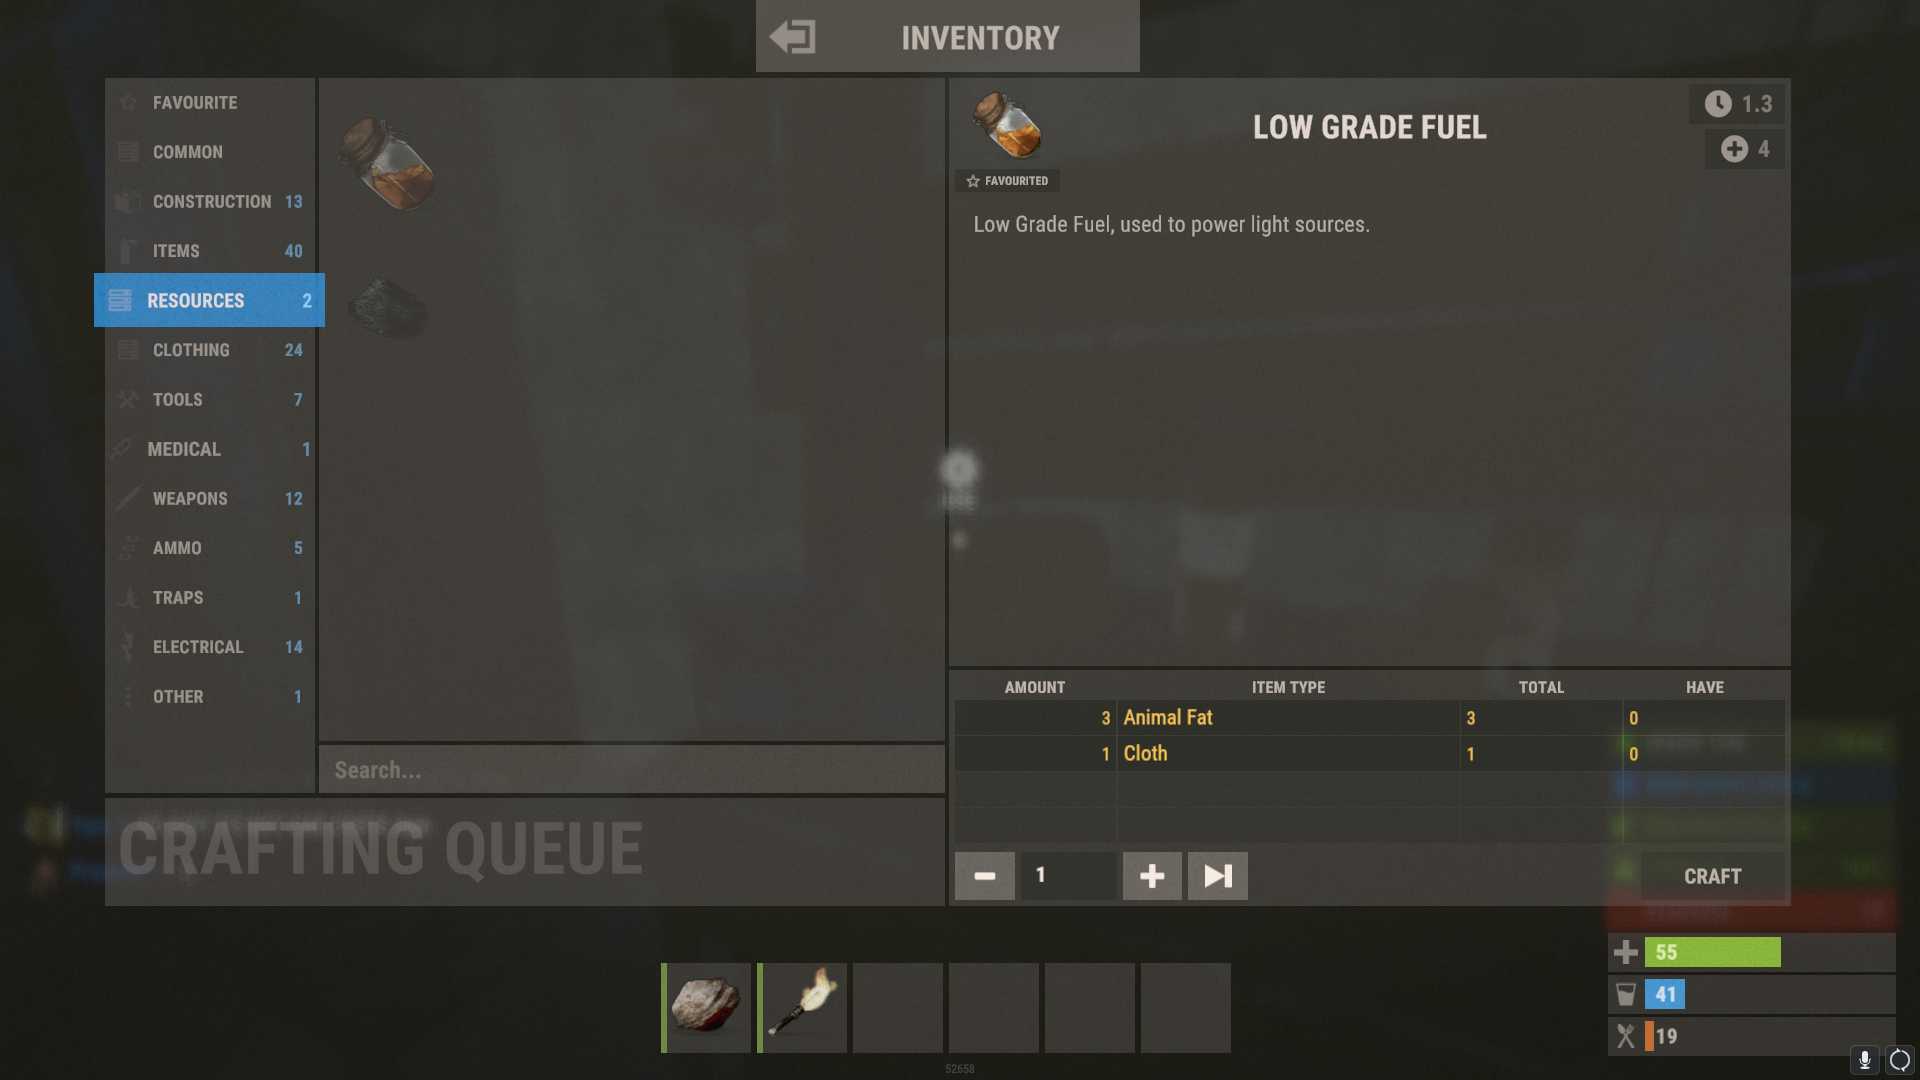 INVENTORY
FAVOURITE
COMMON
CONSTRUCTION 13
ITEMS 40
RESOURCES 2
CLOTHING 24
TOOLS 7
MEDICAL 1
WEAPONS 12
AMMO 5
TRAPS 1
ELECTRICAL 14
OTHER 1
Search...
CRAFTING QUEUE
LOW GRADE FUEL
1.3
4
FAVOURITED
Low Grade Fuel, used to power light sources.
AMOUNT ITEM TYPE TOTAL HAVE
3 Animal Fat 3 0
1 Cloth 1 0
1
CRAFT
55
41
19
52658